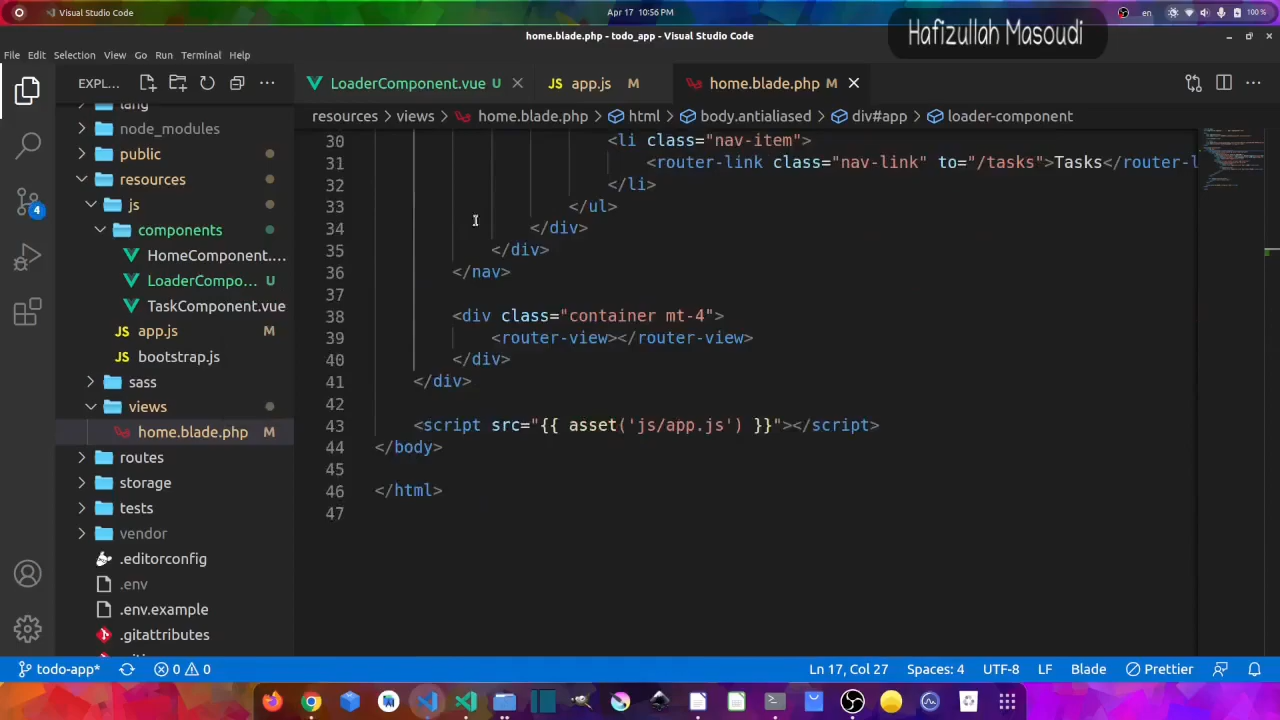 Visual Studio Code
Apr 17 10:56 PM
en
100 %
home.blade.php - todo_app - Visual Studio Code
Hafizullah Masoudi
File Edit Selection View Go Run Terminal Help
EXPL...
LoaderComponent.vue U
app.js M
home.blade.php M
resources > views > home.blade.php > html > body.antialiased > div#app > loader-component
lang
node_modules
public
resources
js
components
HomeComponent....
LoaderCompo... U
TaskComponent.vue
app.js M
bootstrap.js
sass
views
home.blade.php M
routes
storage
tests
vendor
.editorconfig
.env
.env.example
.gitattributes
4
30 <li class="nav-item">
31 <router-link class="nav-link" to="/tasks">Tasks</router-l
32 </li>
33 </ul>
34 </div>
35 </div>
36 </nav>
37
38 <div class="container mt-4">
39 <router-view></router-view>
40 </div>
41 </div>
42
43 <script src="{{ asset('js/app.js') }}"></script>
44 </body>
45
46 </html>
47
todo-app* 0 0
Ln 17, Col 27 Spaces: 4 UTF-8 LF Blade Prettier